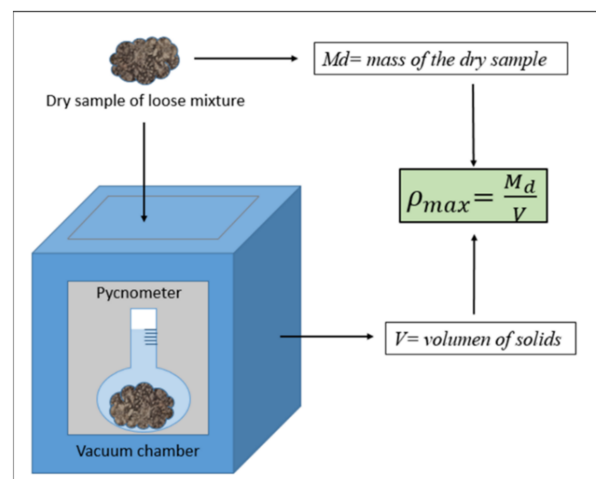 Md= mass of the dry sample
Dry sample of loose mixture
ρmax= Md/V
Pycnometer
V= volumen of solids
Vacuum chamber